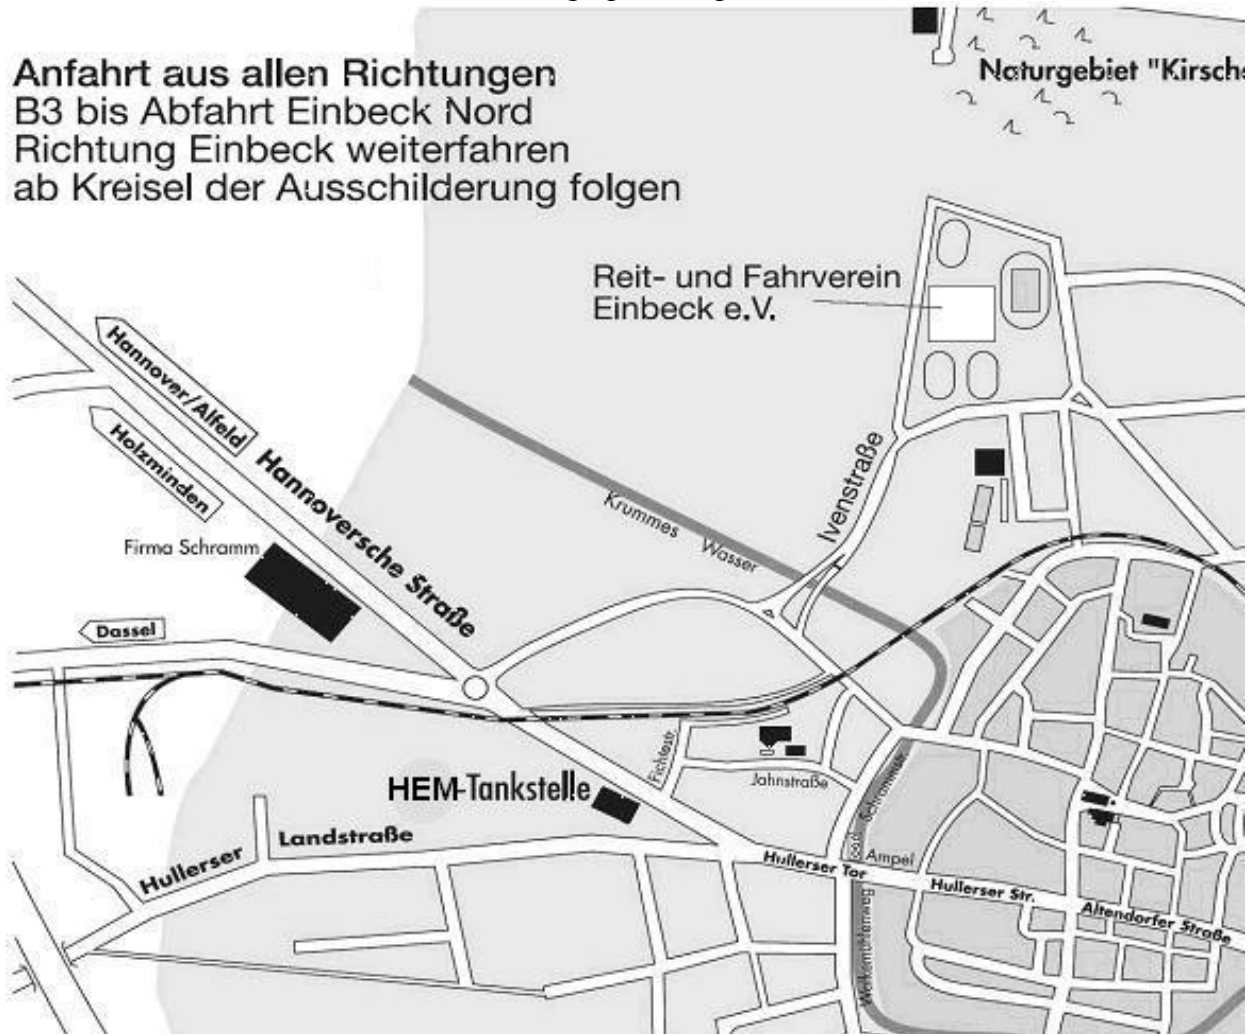 Anfahrt aus allen Richtungen
B3 bis Abfahrt Einbeck Nord
Richtung Einbeck weiterfahren
ab Kreisel der Ausschilderung folgen
Naturgebiet "Kirsch
Reit- und Fahrverein
Einbeck e.V.
Hannover/Alfeld
Holzminden
Hannoversche Straße
Ivenstraße
Krummes Wasser
Firma Schramm
Dassel
Fichtestr.
Jahnstraße
HEM-Tankstelle
Hullerser Landstraße
Hullerser Tor
Ampel
Hullerser Str.
Altendorfer Straße